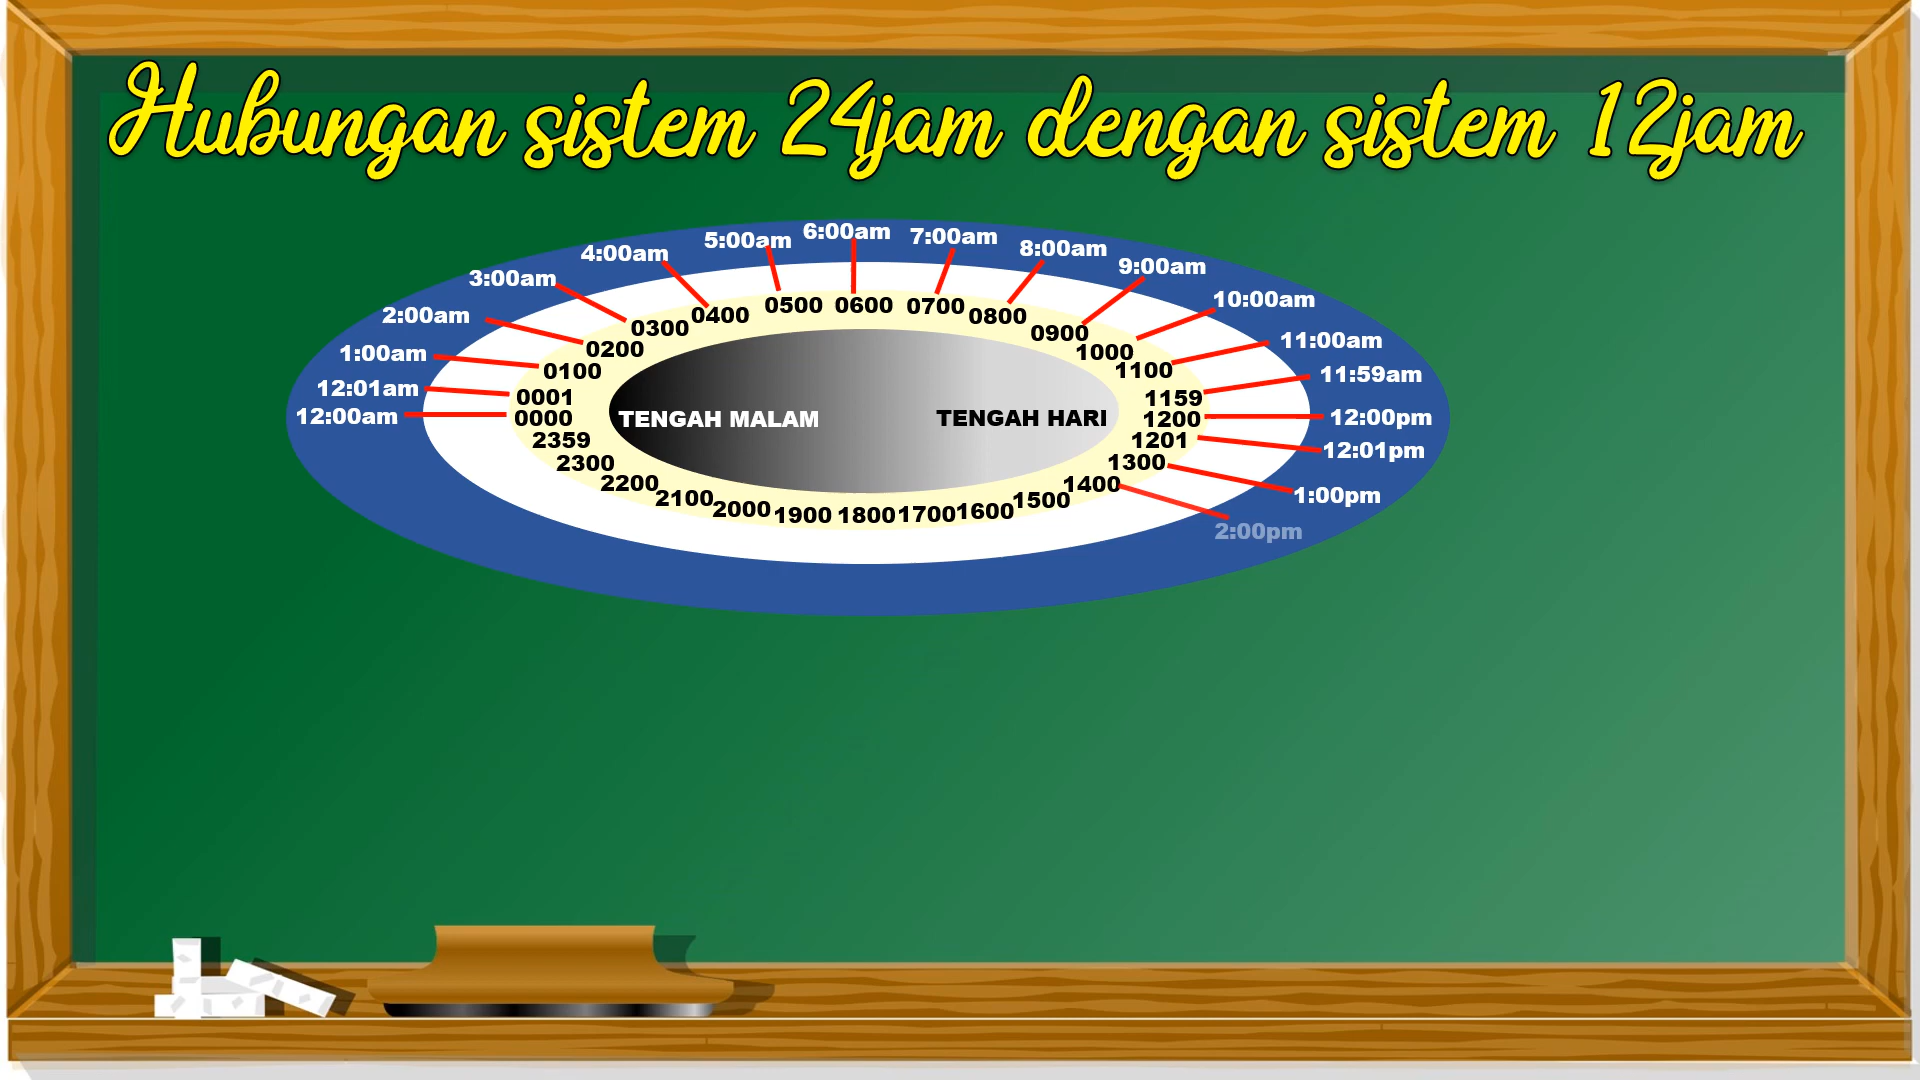 Hubungan sistem 24jam dengan sistem 12jam
12:00am
12:01am
1:00am
2:00am
3:00am
4:00am
5:00am
6:00am
7:00am
8:00am
9:00am
10:00am
11:00am
11:59am
12:00pm
12:01pm
1:00pm
2:00pm
0000
0001
0100
0200
0300
0400
0500
0600
0700
0800
0900
1000
1100
1159
1200
1201
1300
1400
1500
1600
1700
1800
1900
2000
2100
2200
2300
2359
TENGAH MALAM
TENGAH HARI